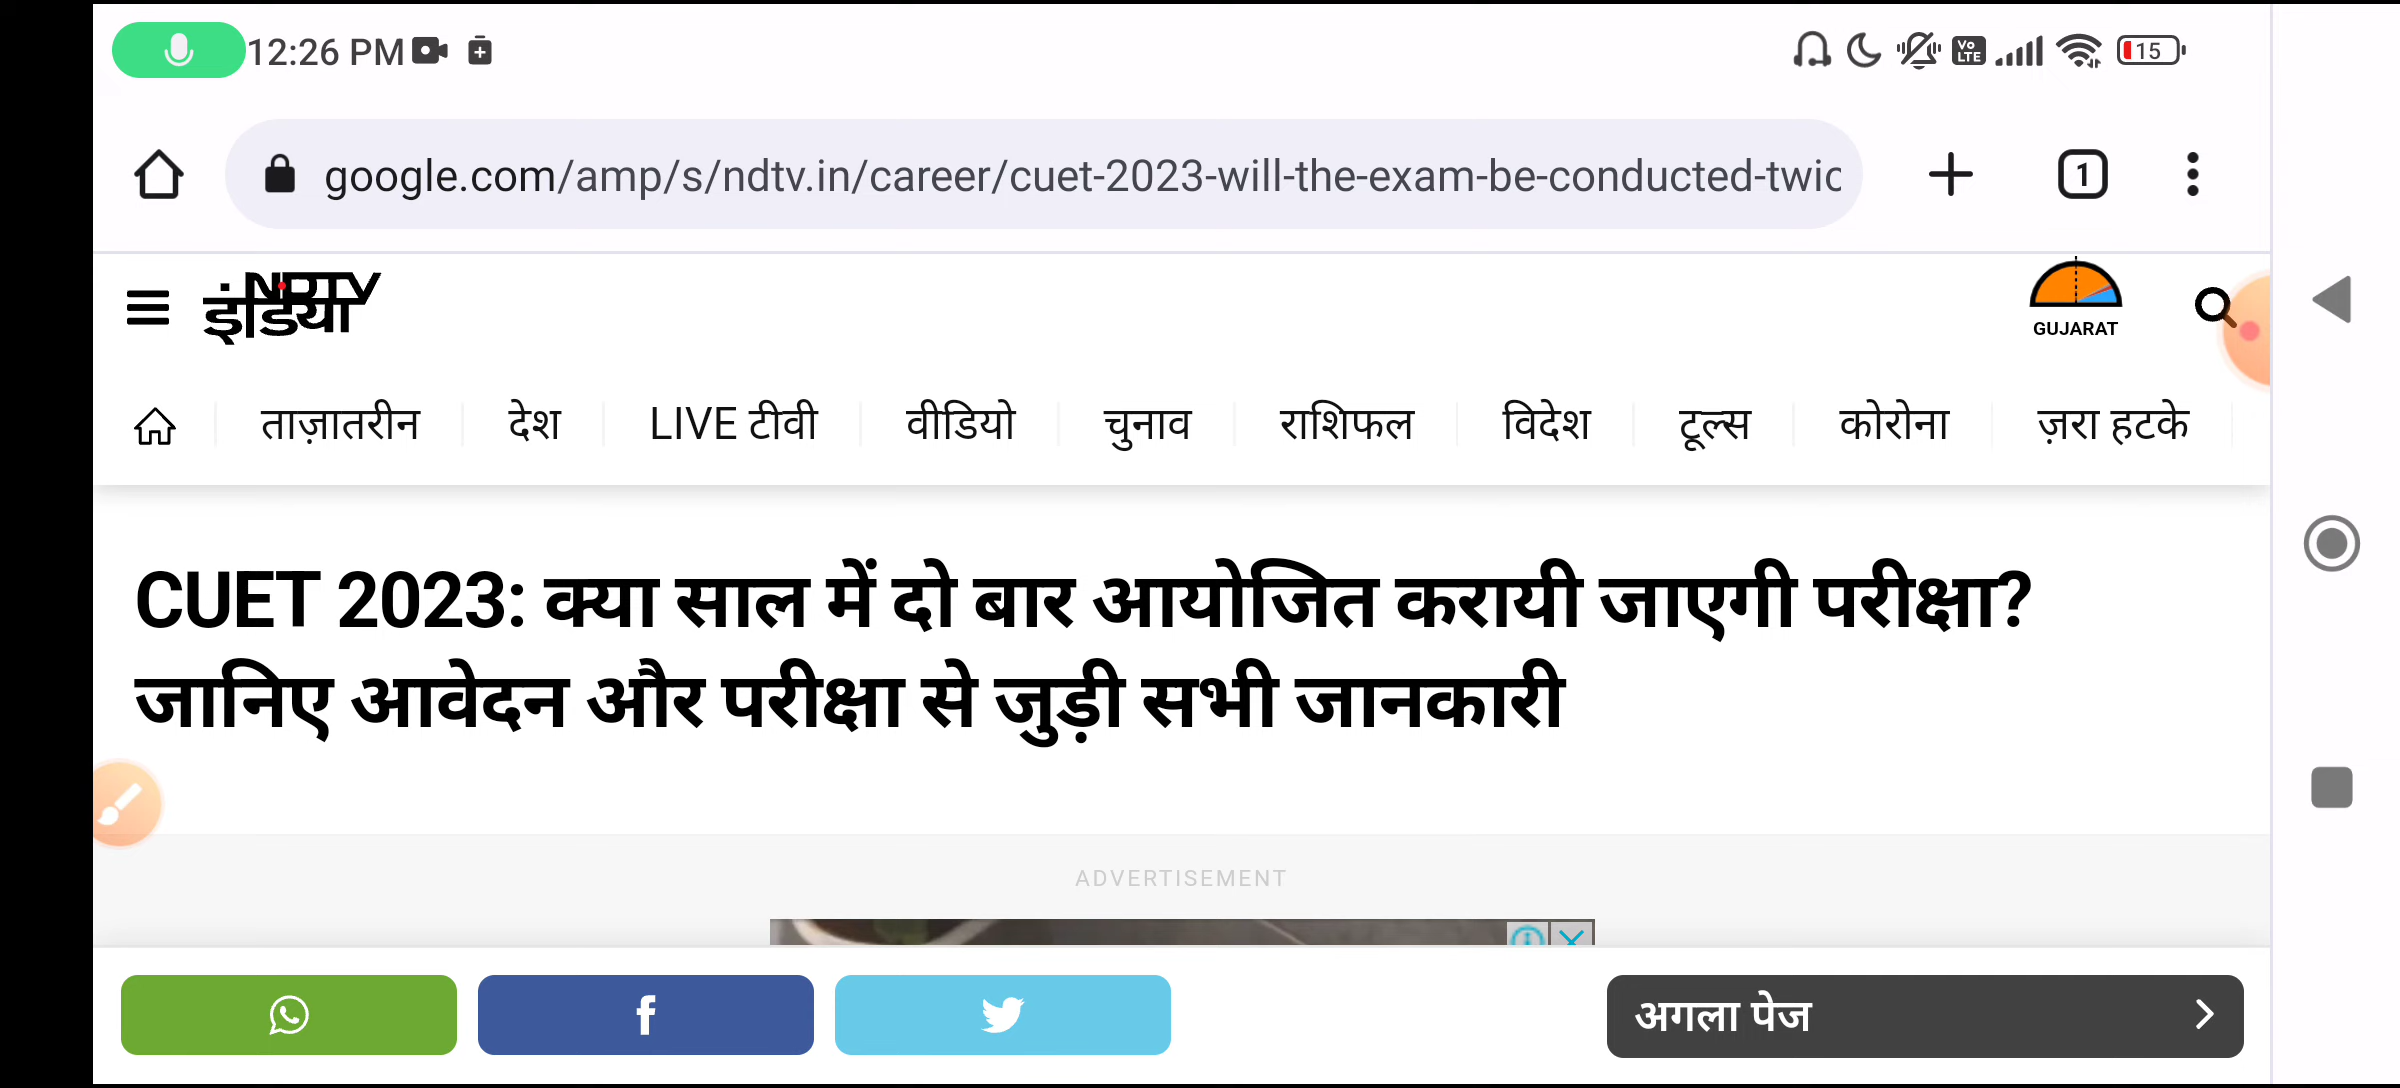 12:26 PM
Vo LTE
15
google.com/amp/s/ndtv.in/career/cuet-2023-will-the-exam-be-conducted-twic
1
NDTV
इंडिया
GUJARAT
ताज़ातरीन देश LIVE टीवी वीडियो चुनाव राशिफल विदेश टूल्स कोरोना ज़रा हटके
CUET 2023: क्या साल में दो बार आयोजित करायी जाएगी परीक्षा?
जानिए आवेदन और परीक्षा से जुड़ी सभी जानकारी
ADVERTISEMENT
अगला पेज